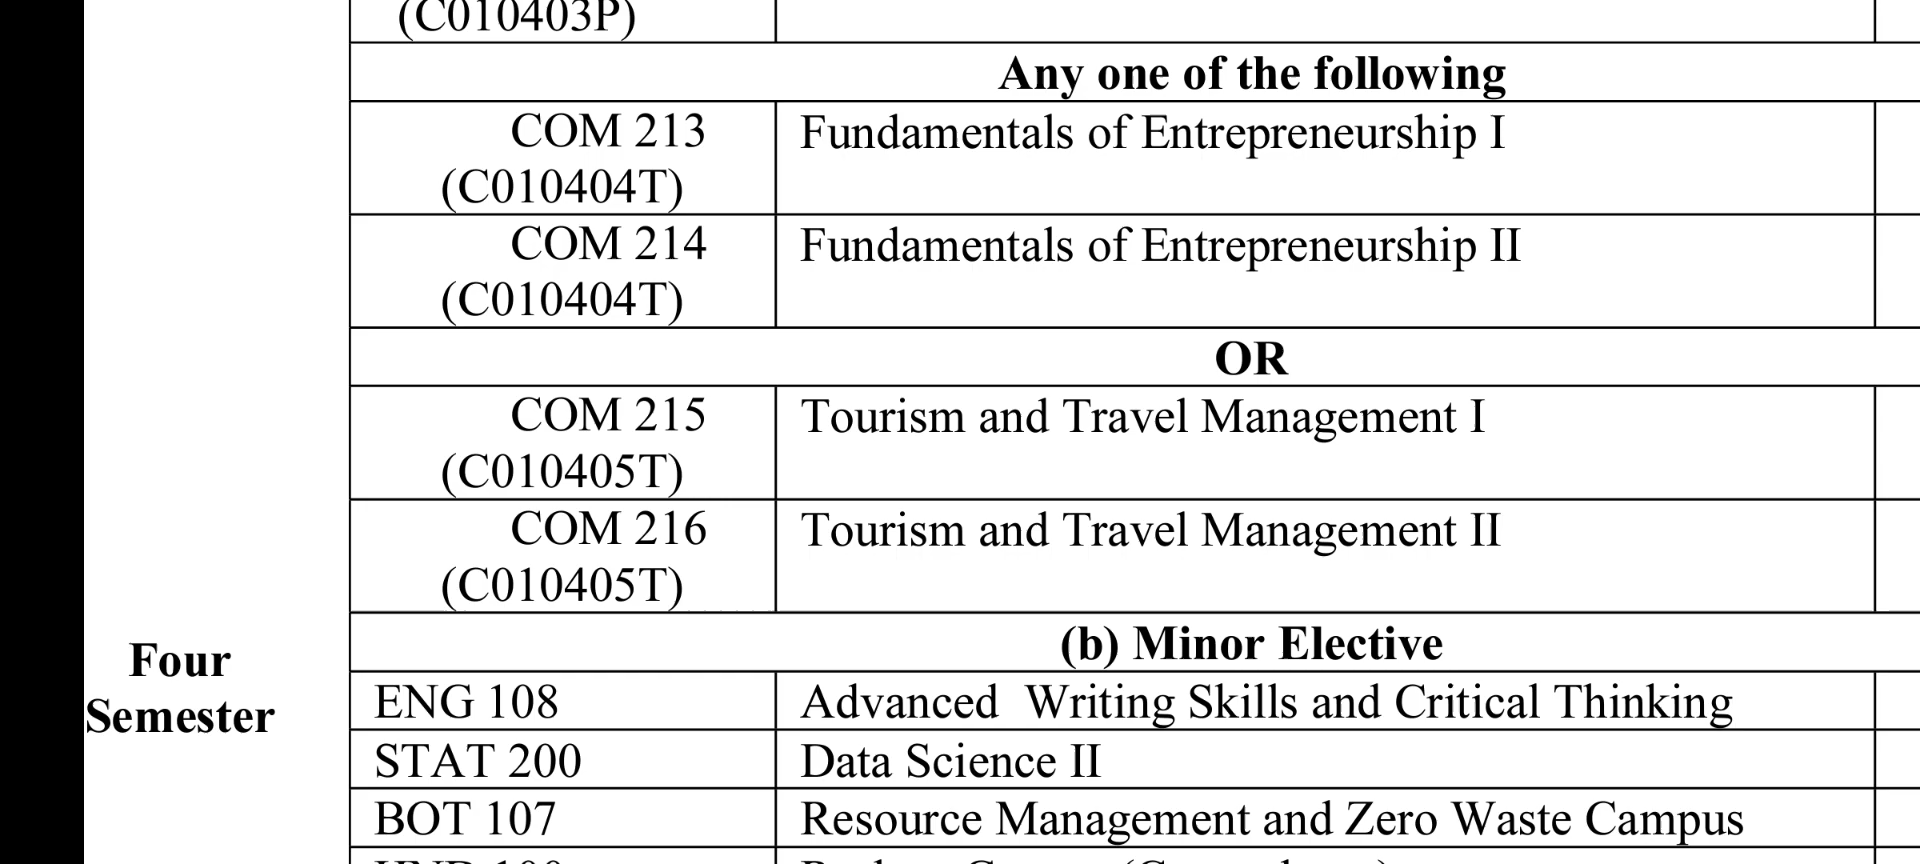 (C010403P)
Any one of the following
COM 213 Fundamentals of Entrepreneurship I
(C010404T)
COM 214 Fundamentals of Entrepreneurship II
(C010404T)
OR
COM 215 Tourism and Travel Management I
(C010405T)
COM 216 Tourism and Travel Management II
(C010405T)
Four
Semester
(b) Minor Elective
ENG 108 Advanced Writing Skills and Critical Thinking
STAT 200 Data Science II
BOT 107 Resource Management and Zero Waste Campus